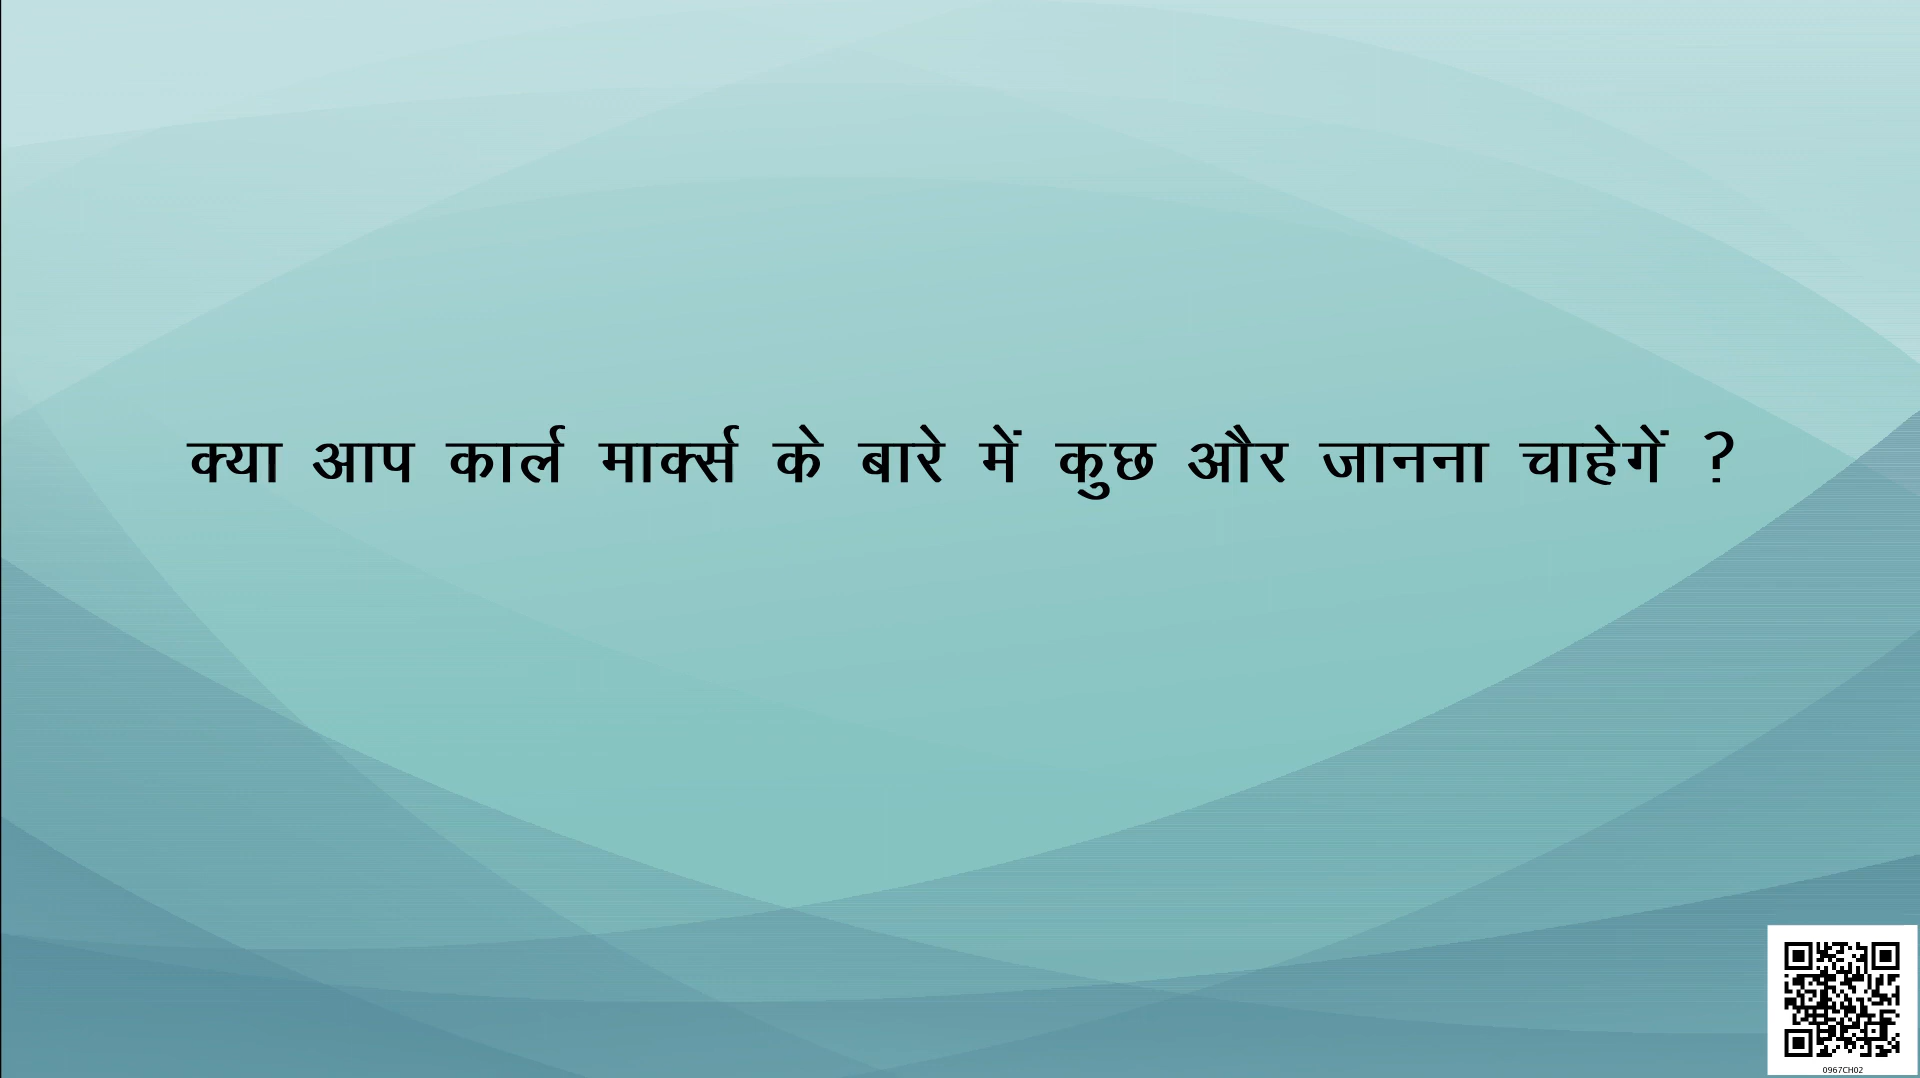 क्या आप कार्ल मार्क्स के बारे में कुछ और जानना चाहेगें ?
0967CH02